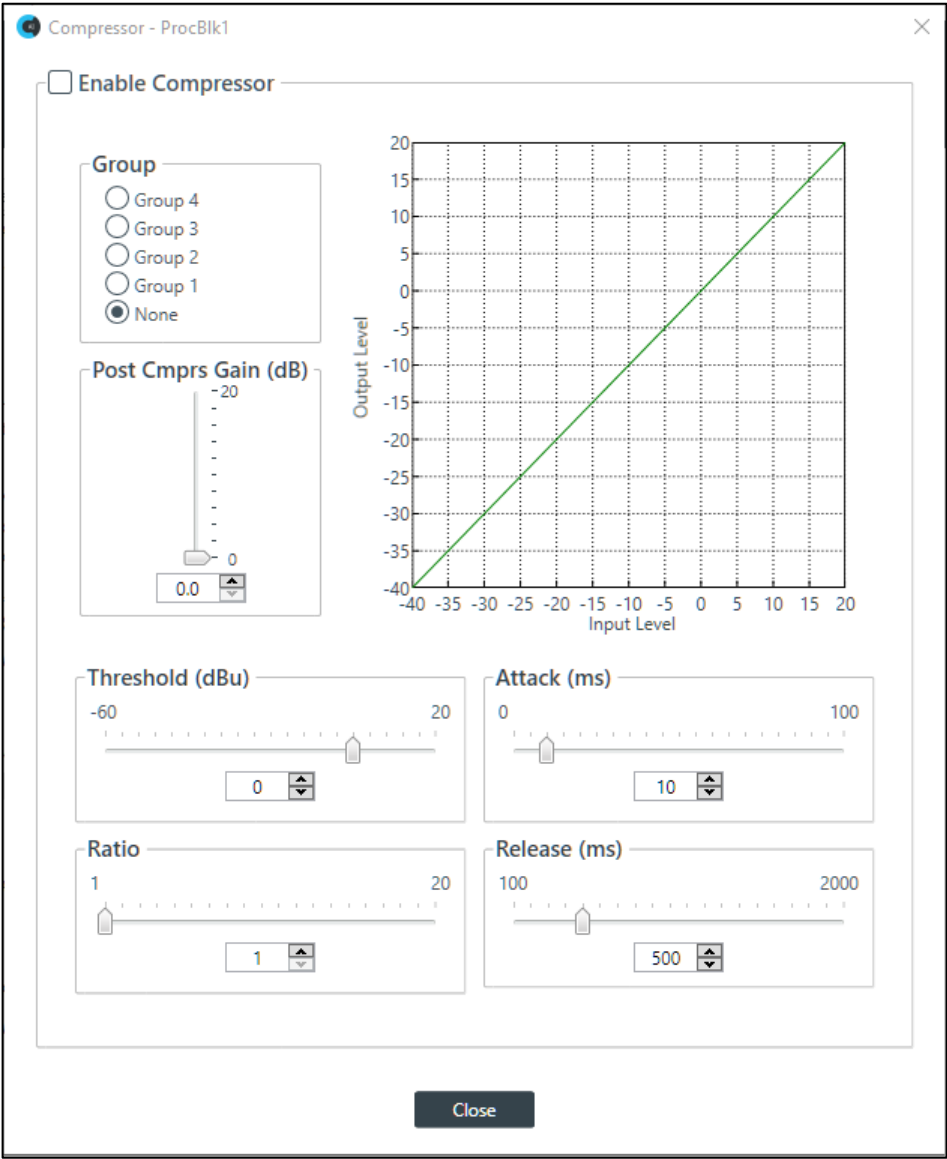 Compressor - ProcBlk1
Enable Compressor
Group
Group 4
Group 3
Group 2
Group 1
None
Post Cmprs Gain (dB)
20
0
0.0
20
15
10
5
0
-5
-10
-15
-20
-25
-30
-35
-40
Output Level
-40 -35 -30 -25 -20 -15 -10 -5 0 5 10 15 20
Input Level
Threshold (dBu)
-60 20
0
Attack (ms)
0 100
10
Ratio
1 20
1
Release (ms)
100 2000
500
Close